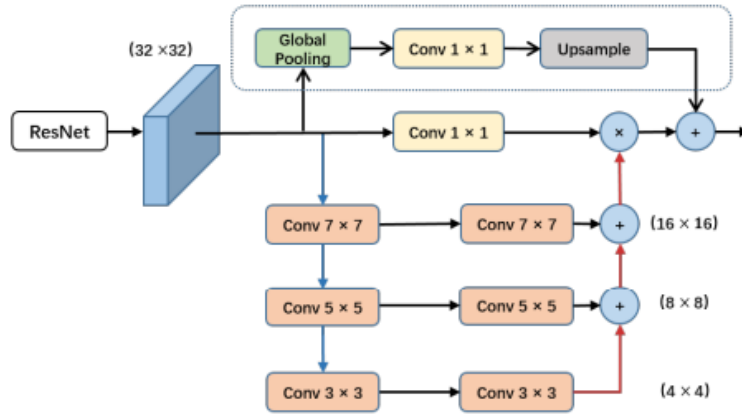 Global
Pooling
Conv 1 × 1
Upsample
(32 ×32)
ResNet
Conv 1 × 1
×
+
Conv 7 × 7
Conv 7 × 7
+
(16 × 16)
Conv 5 × 5
Conv 5 × 5
+
(8 × 8)
Conv 3 × 3
Conv 3 × 3
(4 × 4)